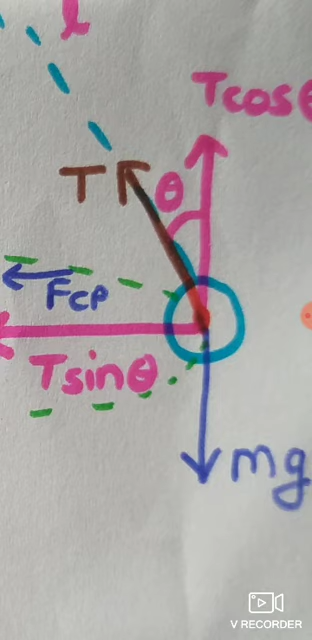 l
Tcosθ
T
θ
Fcp
Tsinθ
mg
V RECORDER